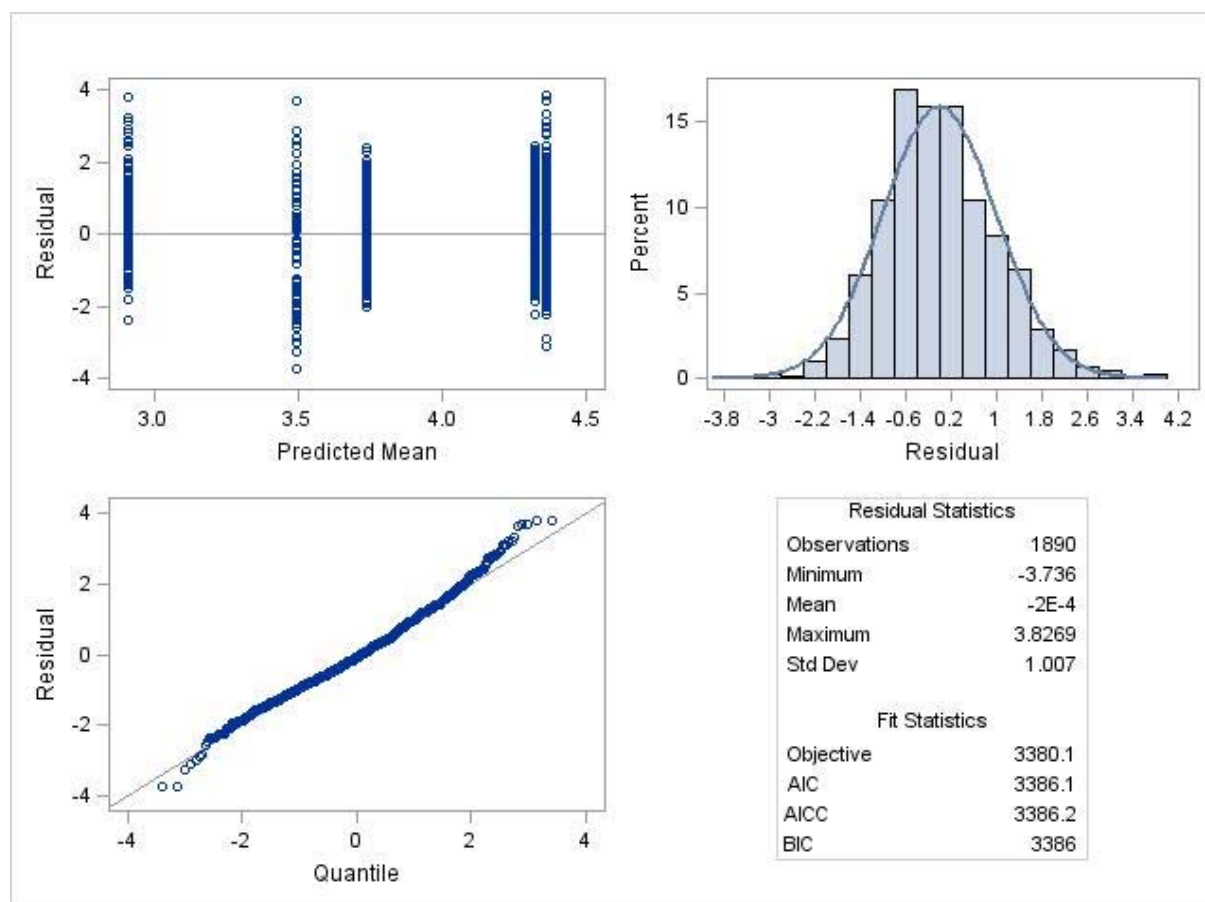 4
2
0
-2
-4
Residual
3.0 3.5 4.0 4.5
Predicted Mean
15
10
5
0
Percent
-3.8 -3 -2.2 -1.4 -0.6 0.2 1 1.8 2.6 3.4 4.2
Residual
4
2
0
-2
-4
Residual
-4 -2 0 2 4
Quantile
Residual Statistics
Observations 1890
Minimum -3.736
Mean -2E-4
Maximum 3.8269
Std Dev 1.007
Fit Statistics
Objective 3380.1
AIC 3386.1
AICC 3386.2
BIC 3386